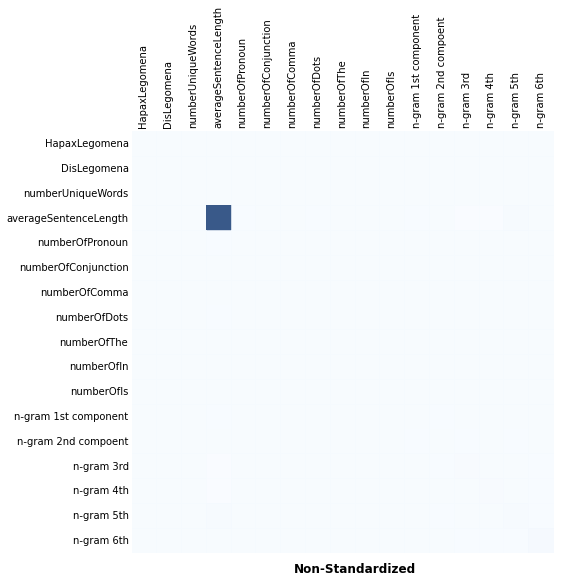 HapaxLegomena
DisLegomena
numberUniqueWords
averageSentenceLength
numberOfPronoun
numberOfConjunction
numberOfComma
numberOfDots
numberOfThe
numberOfIn
numberOfIs
n-gram 1st component
n-gram 2nd compoent
n-gram 3rd
n-gram 4th
n-gram 5th
n-gram 6th
HapaxLegomena
DisLegomena
numberUniqueWords
averageSentenceLength
numberOfPronoun
numberOfConjunction
numberOfComma
numberOfDots
numberOfThe
numberOfIn
numberOfIs
n-gram 1st component
n-gram 2nd compoent
n-gram 3rd
n-gram 4th
n-gram 5th
n-gram 6th
Non-Standardized